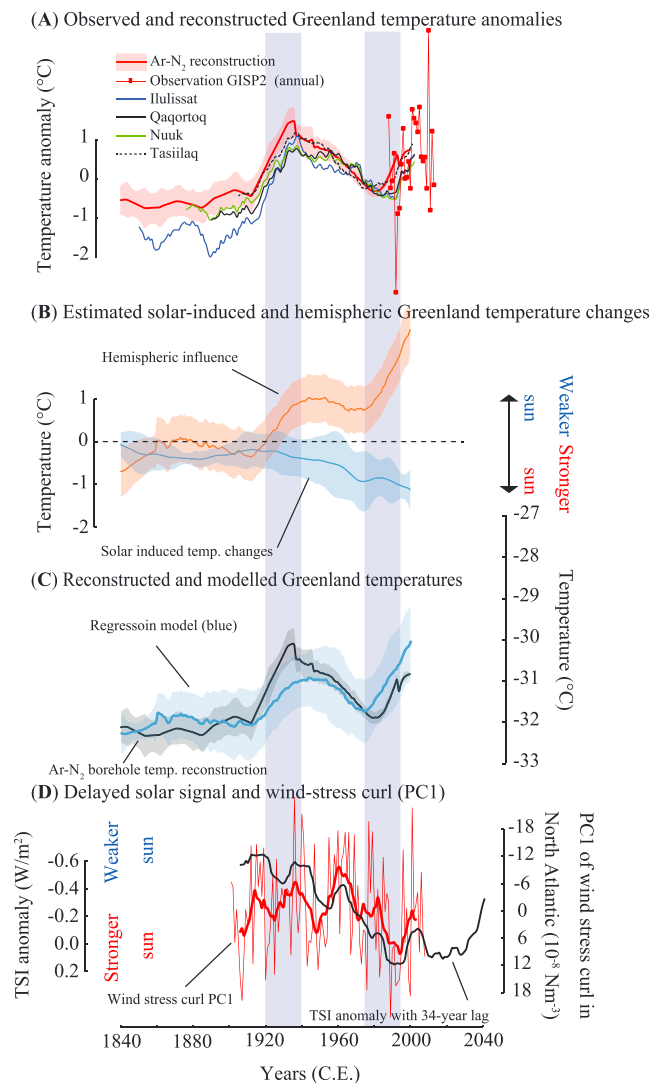 (A) Observed and reconstructed Greenland temperature anomalies
Ar-N2 reconstruction
Observation GISP2 (annual)
Ilulissat
Qaqortoq
Nuuk
Tasiilaq
Temperature anomaly (°C)
1
0
-1
-2
(B) Estimated solar-induced and hemispheric Greenland temperature changes
Hemispheric influence
Temperature (°C)
1
0
-1
-2
Weaker
sun
Stronger
sun
Solar induced temp. changes
(C) Reconstructed and modelled Greenland temperatures
Regressoin model (blue)
Ar-N2 borehole temp. reconstruction
-27
-28
-29
-30
-31
-32
-33
Temperature
(°C)
(D) Delayed solar signal and wind-stress curl (PC1)
TSI anomaly (W/m²)
-0.6
-0.4
-0.2
0.0
0.2
Weaker
sun
Stronger
sun
Wind stress curl PC1
TSI anomaly with 34-year lag
-18
-12
-6
0
6
12
18
PC1 of wind stress curl in
North Atlantic (10⁻⁸ Nm⁻³)
1840
1880
1920
1960
2000
2040
Years (C.E.)